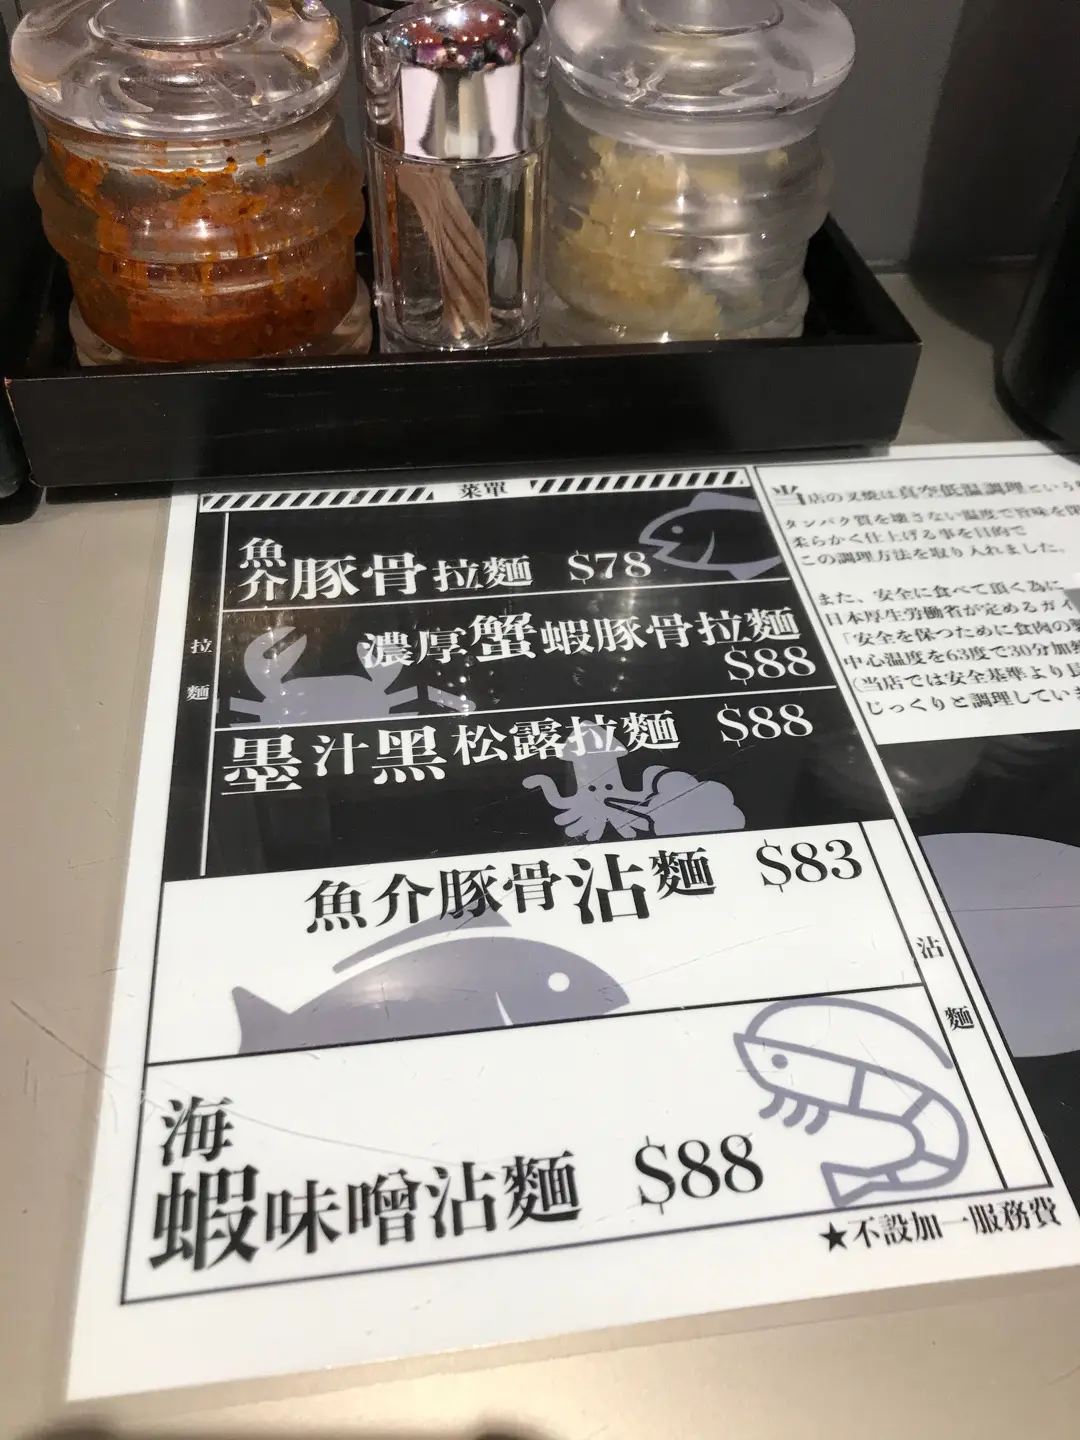 菜單
拉麵
魚介豚骨拉麵 $78
濃厚蟹蝦豚骨拉麵
$88
墨汁黑松露拉麵 $88
魚介豚骨沾麵 $83
沾麵
海蝦味噌沾麵 $88
★不設加一服務費
当店の叉焼は真空低温調理という
タンパク質を壊さない温度で旨味を閉
柔らかく仕上げる事を目的で
この調理方法を取り入れました。
また、安全に食べて頂く為に
日本厚生労働省が定めるガイ
「安全を保つために食肉の
中心温度を63度で30分加熱
(当店では安全基準より長
じっくりと調理していま